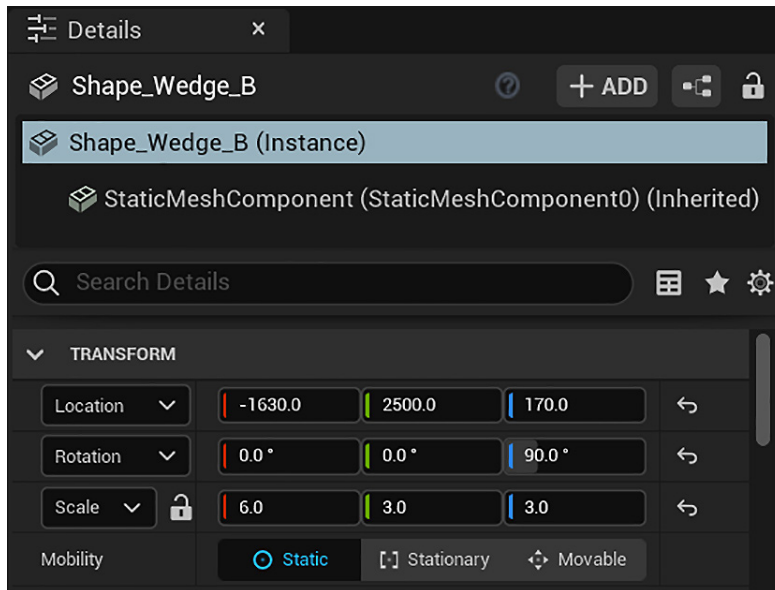 Details
Shape_Wedge_B
+ ADD
Shape_Wedge_B (Instance)
StaticMeshComponent (StaticMeshComponent0) (Inherited)
Search Details
TRANSFORM
Location -1630.0 2500.0 170.0
Rotation 0.0 ° 0.0 ° 90.0 °
Scale 6.0 3.0 3.0
Mobility Static Stationary Movable